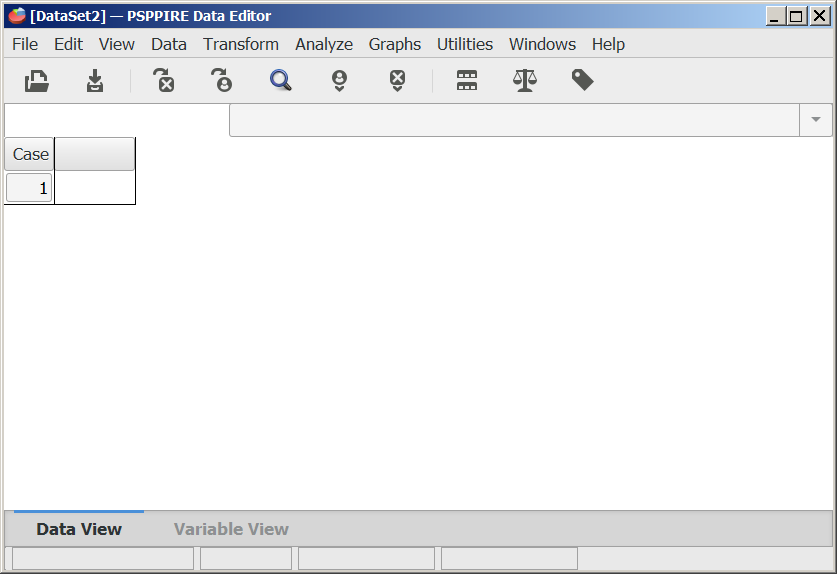 [DataSet2] — PSPPIRE Data Editor
File Edit View Data Transform Analyze Graphs Utilities Windows Help
Case
1
Data View Variable View